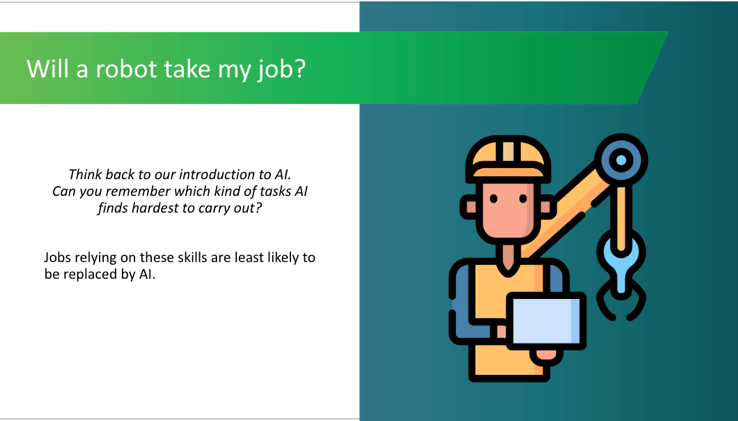 Will a robot take my job?
Think back to our introduction to AI.
Can you remember which kind of tasks AI
finds hardest to carry out?
Jobs relying on these skills are least likely to
be replaced by AI.